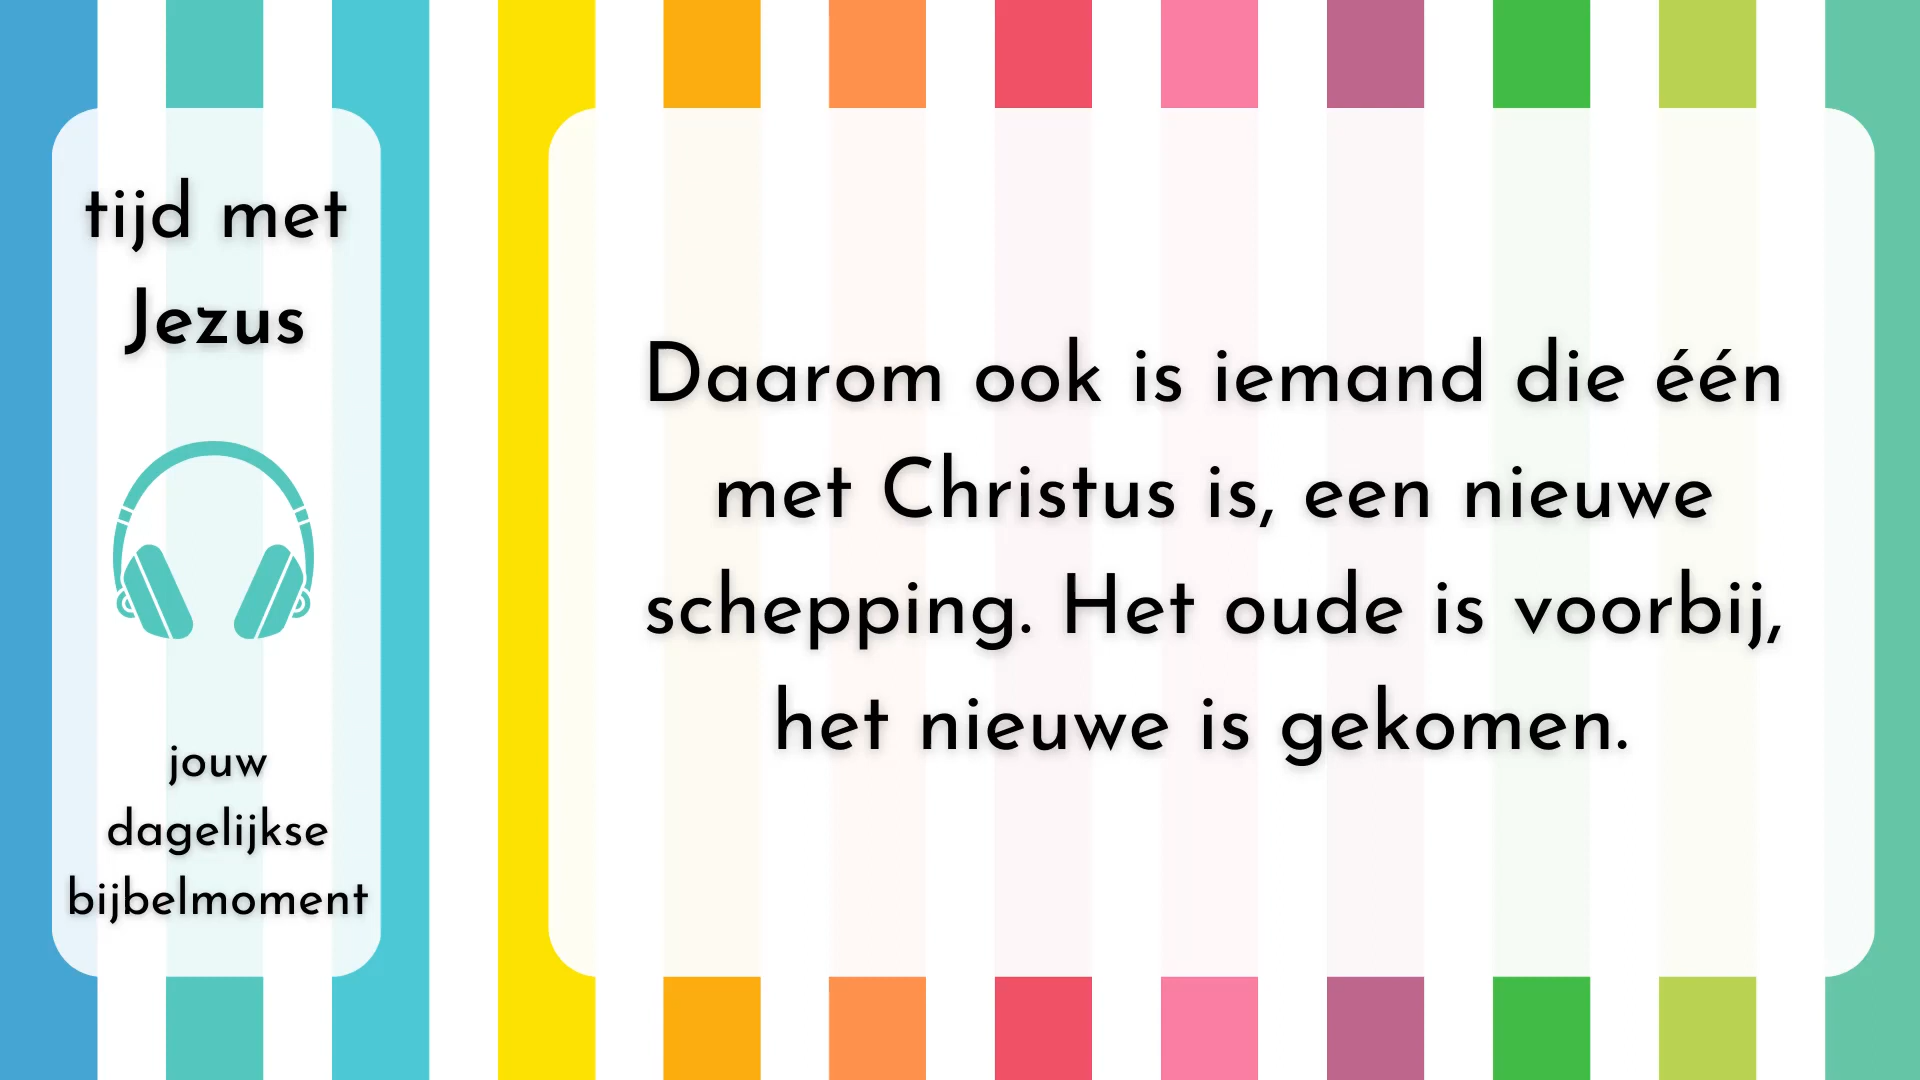 tijd met
Jezus
jouw
dagelijkse
bijbelmoment
Daarom ook is iemand die één
met Christus is, een nieuwe
schepping. Het oude is voorbij,
het nieuwe is gekomen.